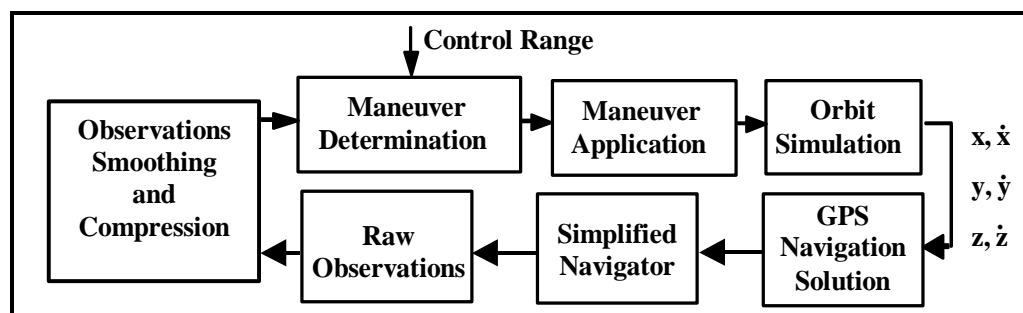 Control Range
Maneuver
Determination
Maneuver
Application
Orbit
Simulation
Observations
Smoothing
and
Compression
x, ẋ
y, ẏ
z, ż
GPS
Navigation
Solution
Simplified
Navigator
Raw
Observations